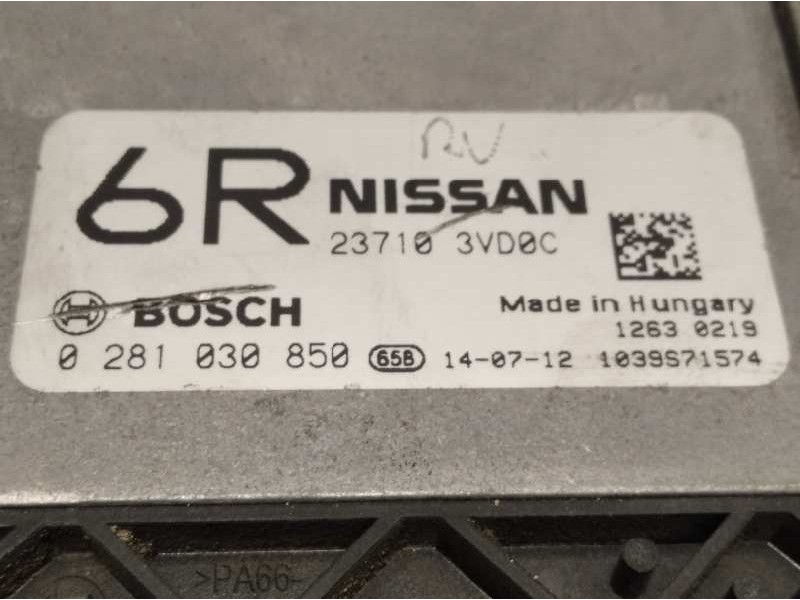 RV
6R NISSAN
23710 3VD0C
BOSCH Made in Hungary
1263 0219
0 281 030 850 65B 14-07-12 1039S71574
>PA66-